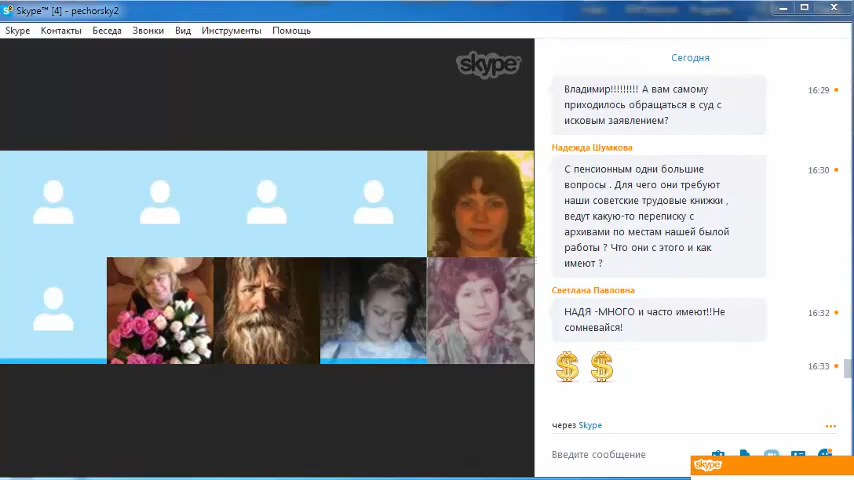 Skype™ [4] - pechorsky2
Skype Контакты Беседа Звонки Вид Инструменты Помощь
skype
Сегодня
Владимир!!!!!!!!! А вам самому
приходилось обращаться в суд с
исковым заявлением?
16:29
Надежда Шумкова
С пенсионным одни большие
вопросы . Для чего они требуют
наши советские трудовые книжки ,
ведут какую-то переписку с
архивами по местам нашей былой
работы ? Что они с этого и как
имеют ?
16:30
Светлана Павловна
НАДЯ -МНОГО и часто имеют!!Не
сомневайся!
16:32
$ $
16:33
через Skype
Введите сообщение
skype